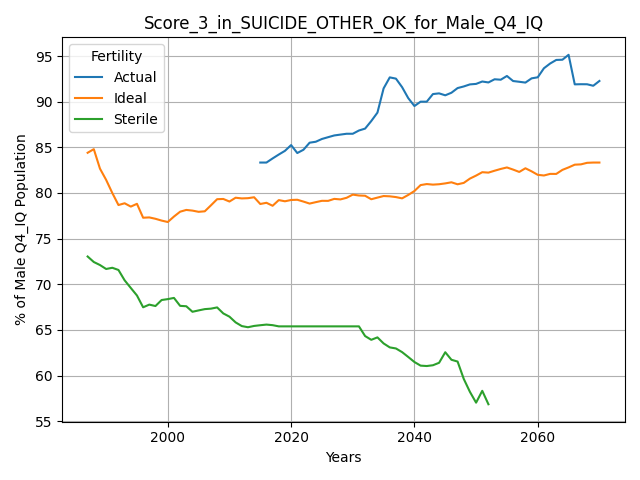 Score_3_in_SUICIDE_OTHER_OK_for_Male_Q4_IQ
Fertility
Actual
Ideal
Sterile
% of Male Q4_IQ Population
95
90
85
80
75
70
65
60
55
2000
2020
2040
2060
Years